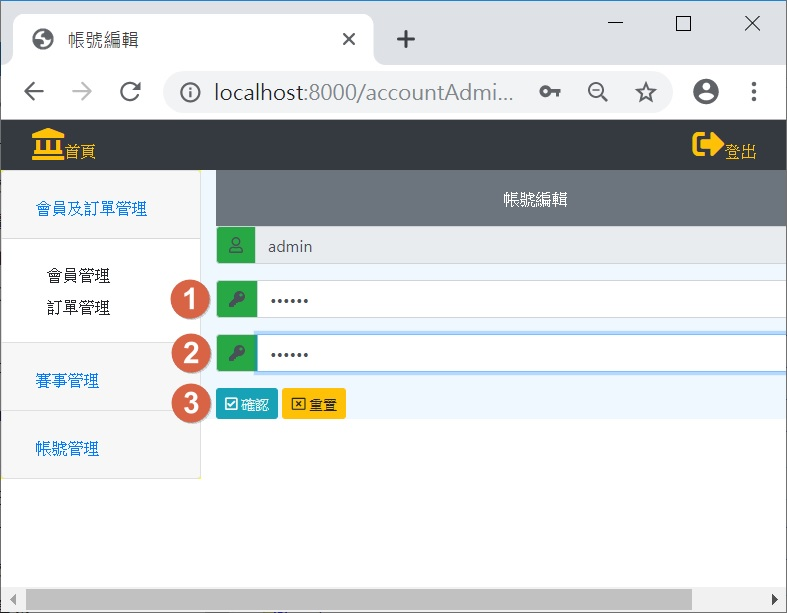 帳號編輯
localhost:8000/accountAdmi...
首頁
登出
會員及訂單管理
帳號編輯
admin
會員管理
訂單管理
1
••••••
2
••••••
賽事管理
3
確認
重置
帳號管理